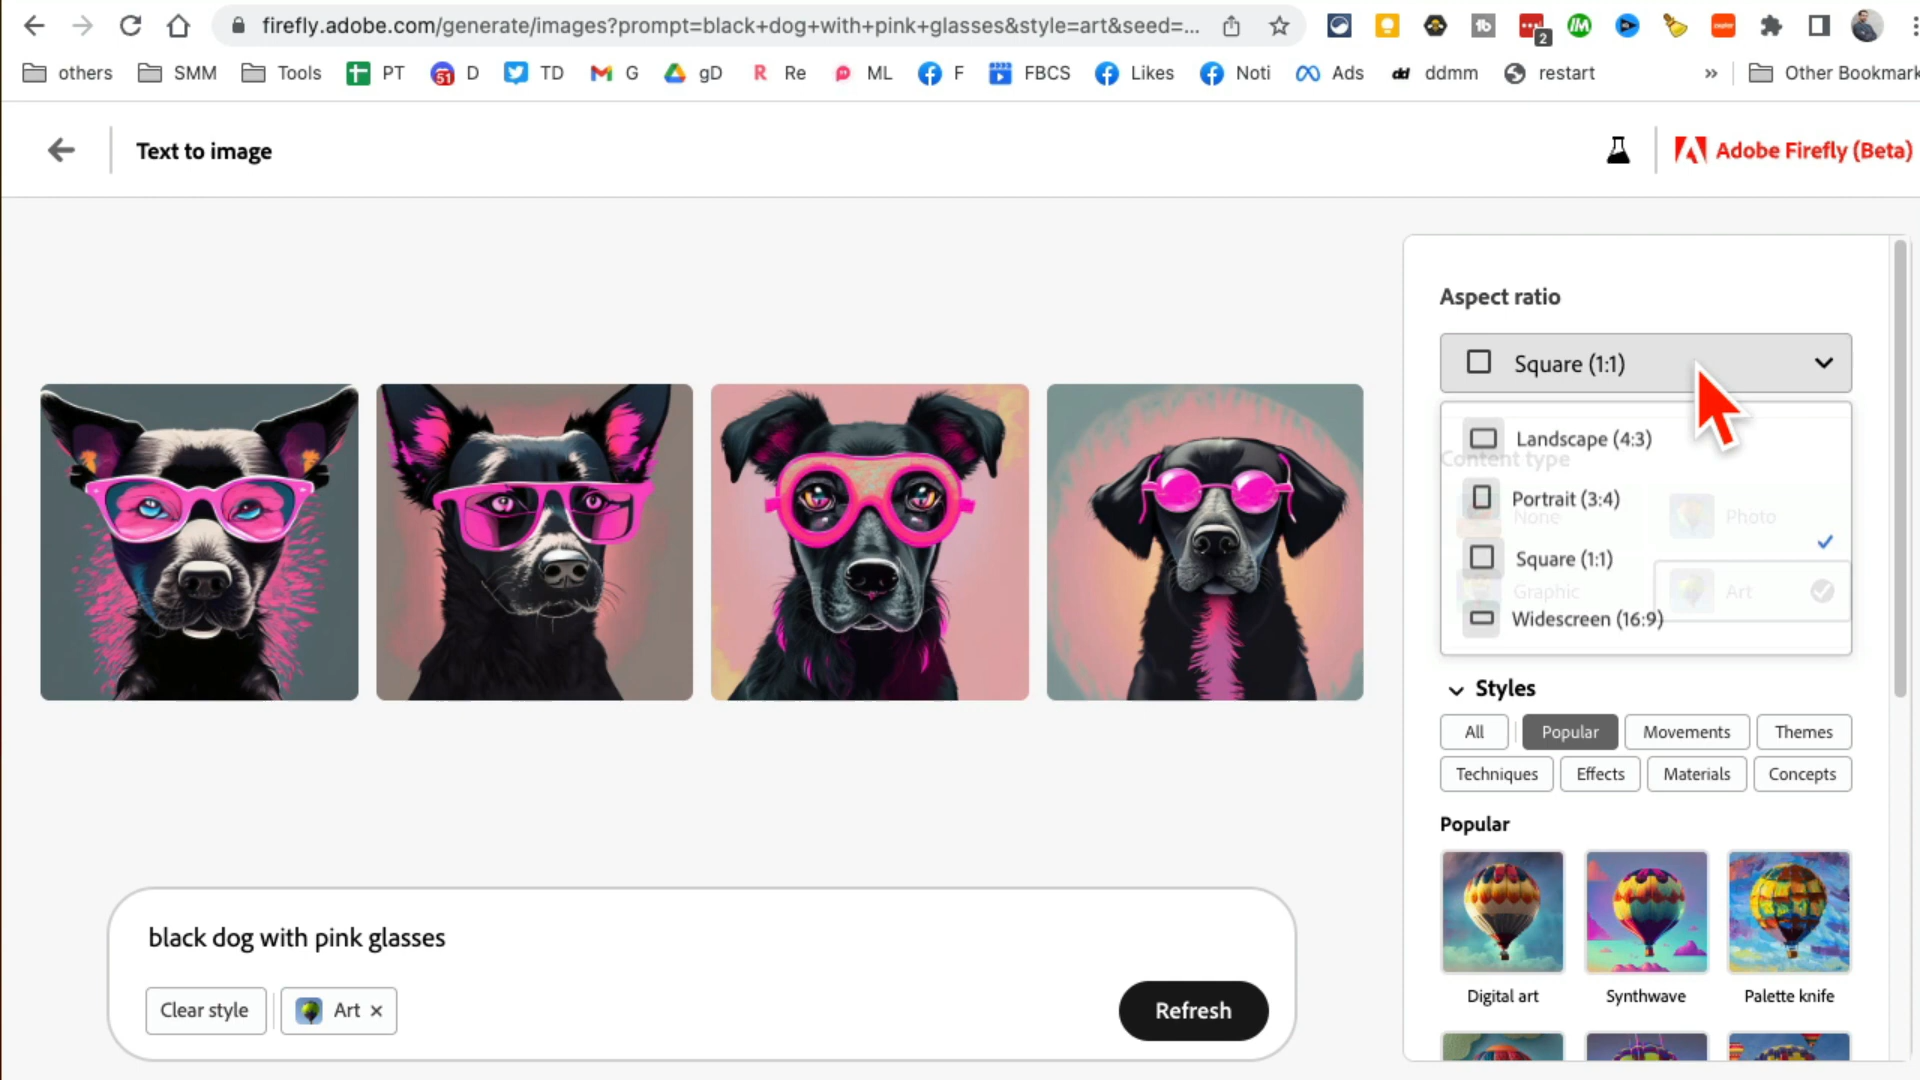 firefly.adobe.com/generate/images?prompt=black+dog+with+pink+glasses&style=art&seed=...
2
others SMM Tools PT 51 D TD G gD Re ML F FBCS Likes Noti Ads dd ddmm restart » Other Bookmark
Text to image
Adobe Firefly (Beta)
Aspect ratio
Square (1:1)
Landscape (4:3)
Content type
Portrait (3:4)
None
Photo
Square (1:1)
Graphic
Art
Widescreen (16:9)
Styles
All Popular Movements Themes
Techniques Effects Materials Concepts
Popular
Digital art Synthwave Palette knife
black dog with pink glasses
Clear style Art ×
Refresh